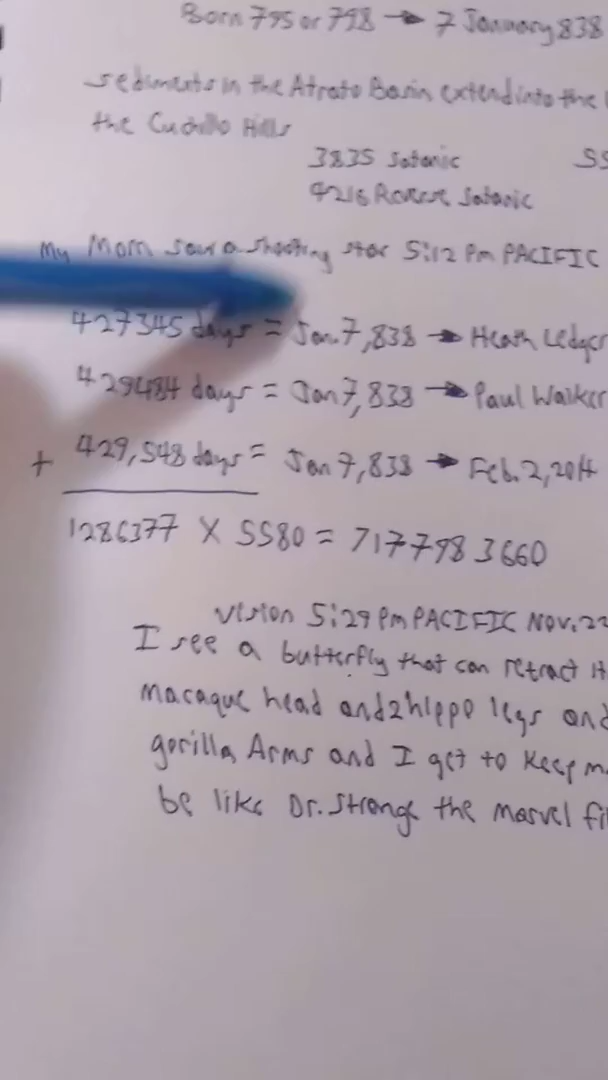 Born 795 or 798 → 7 January 838
sediments in the Atrato Basin extend into the
the Cuchillo Hills
3835 Satanic SS
4216 Reverse Satanic
My Mom saw a shooting star 5:12 PM PACIFIC
427345 days = Jan. 7, 838 → Heath Ledger
429484 days = Jan 7, 838 → Paul Walker
+ 429,548 days = Jan 7, 838 → Feb. 2, 2014
1286377 X 5580 = 7177983660
Vision 5:29 PM PACIFIC Nov. 22
I see a butterfly that can retract it
macaque head and 2 hippo legs and
gorilla Arms and I get to keep m
be like Dr. Strange the marvel fi